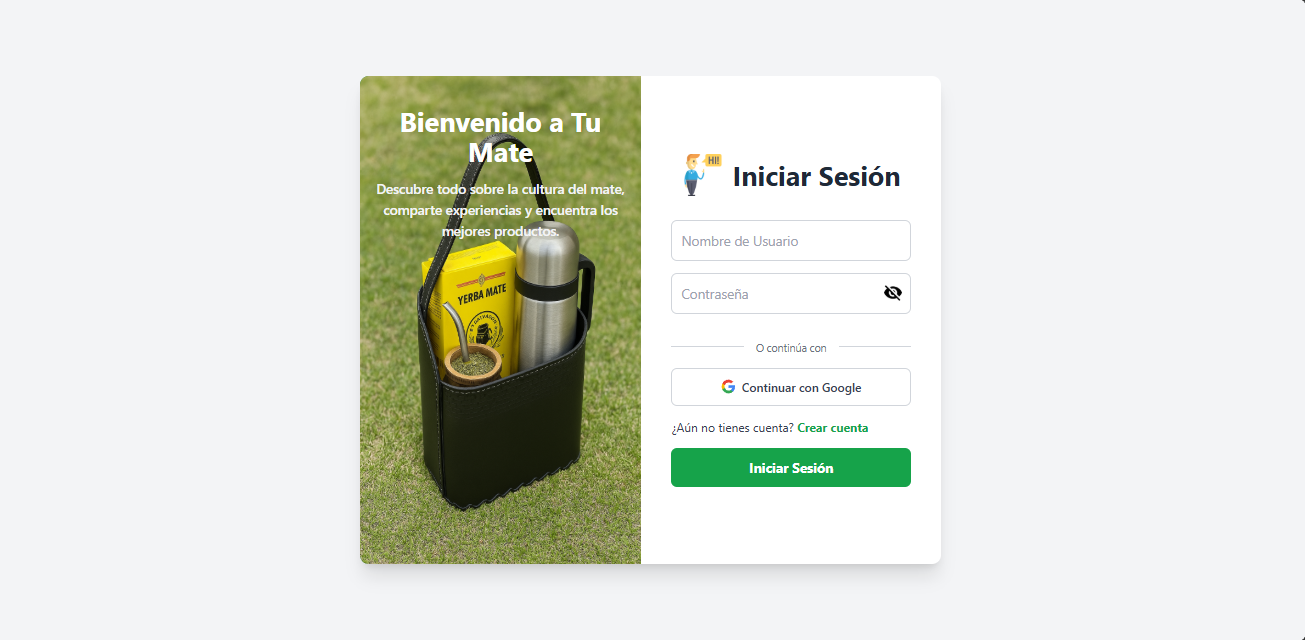 Bienvenido a Tu
Mate
Descubre todo sobre la cultura del mate,
comparte experiencias y encuentra los
mejores productos.
YERBA MATE
HI!
Iniciar Sesión
Nombre de Usuario
Contraseña
O continúa con
Continuar con Google
¿Aún no tienes cuenta? Crear cuenta
Iniciar Sesión